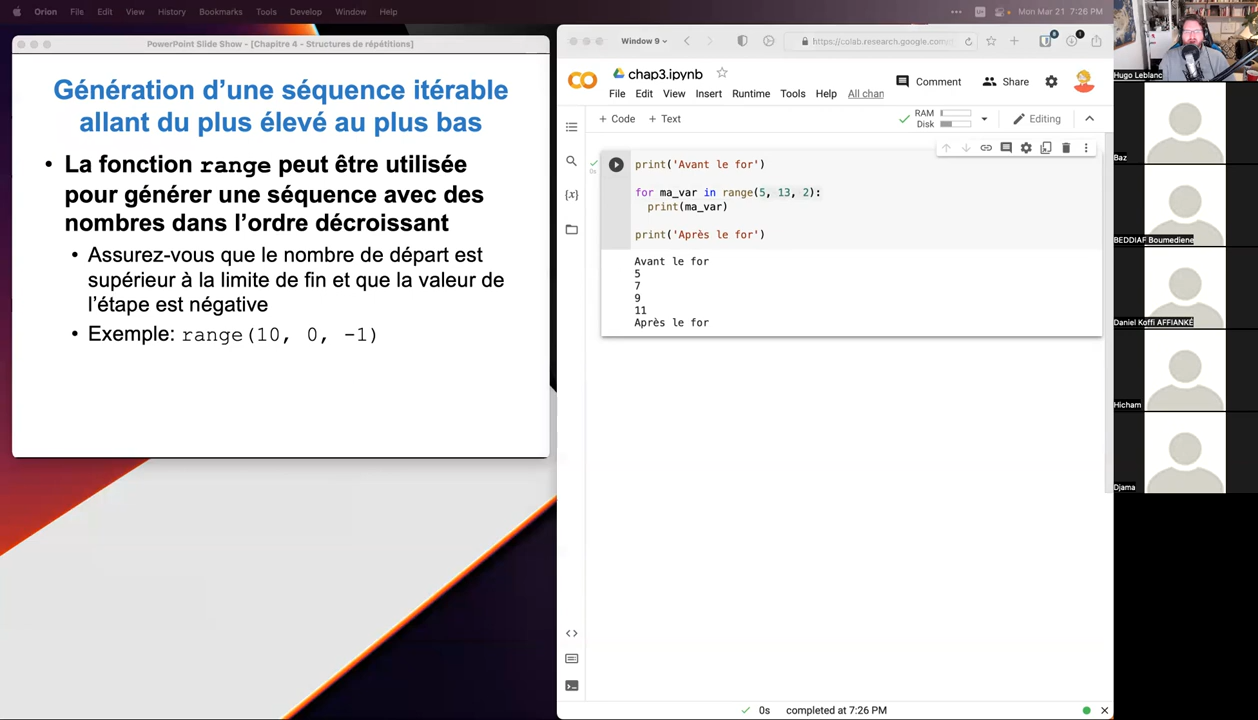 Orion File Edit View History Bookmarks Tools Develop Window Help
Mon Mar 21 7:26 PM
PowerPoint Slide Show - [Chapitre 4 - Structures de répétitions]
Génération d’une séquence itérable
allant du plus élevé au plus bas
• La fonction range peut être utilisée
pour générer une séquence avec des
nombres dans l’ordre décroissant
• Assurez-vous que le nombre de départ est
supérieur à la limite de fin et que la valeur de
l’étape est négative
• Exemple: range(10, 0, -1)
Window 9
https://colab.research.google.com/
chap3.ipynb
Comment
Share
File Edit View Insert Runtime Tools Help All chan
+ Code + Text
RAM
Disk
Editing
{x}
0s
print('Avant le for')
for ma_var in range(5, 13, 2):
print(ma_var)
print('Après le for')
Avant le for
5
7
9
11
Après le for
0s completed at 7:26 PM
Hugo Leblanc
Baz
BEDDIAF Boumediene
Daniel Koffi AFFIANKÉ
Hicham
Djama